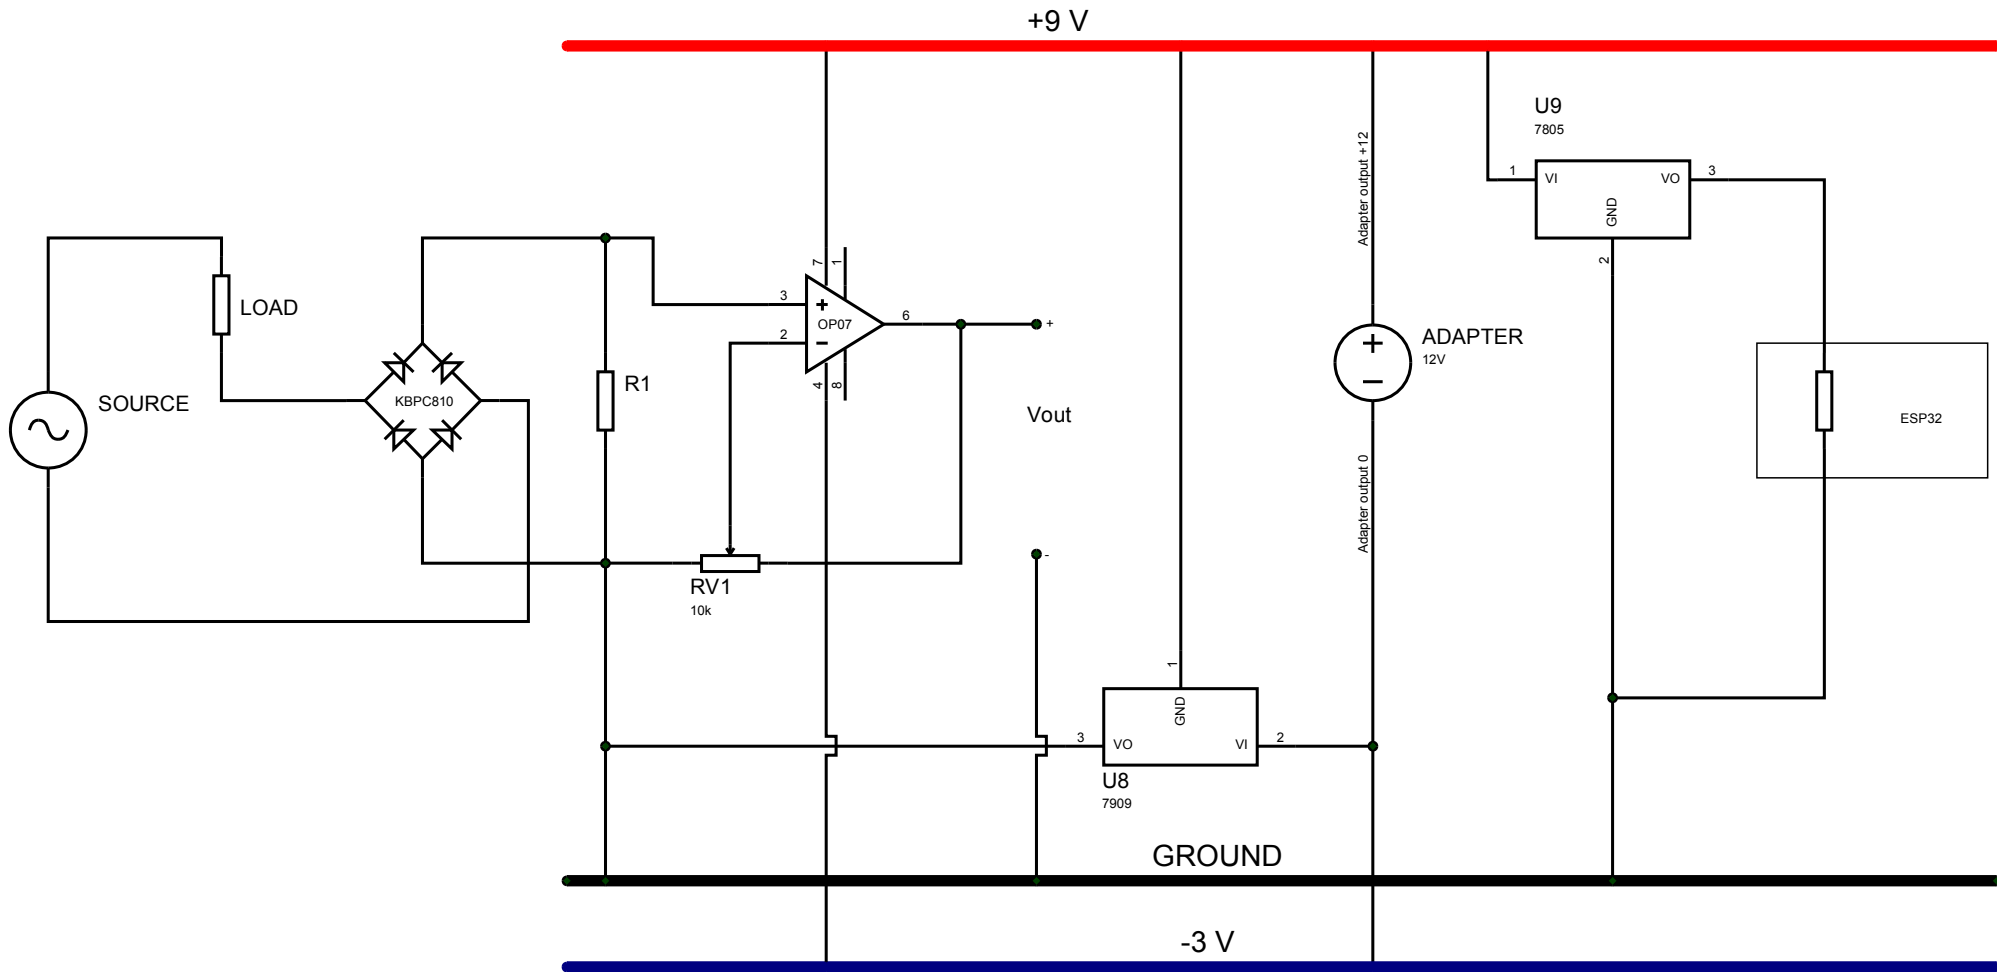 +9 V
U9
7805
1
VI
VO
3
GND
2
Adapter output +12
SOURCE
LOAD
KBPC810
R1
7
1
3
+
2
OP07
−
6
4
8
+
Vout
-
RV1
10k
+
−
ADAPTER
12V
Adapter output 0
ESP32
1
GND
3
VO
VI
2
U8
7909
GROUND
-3 V